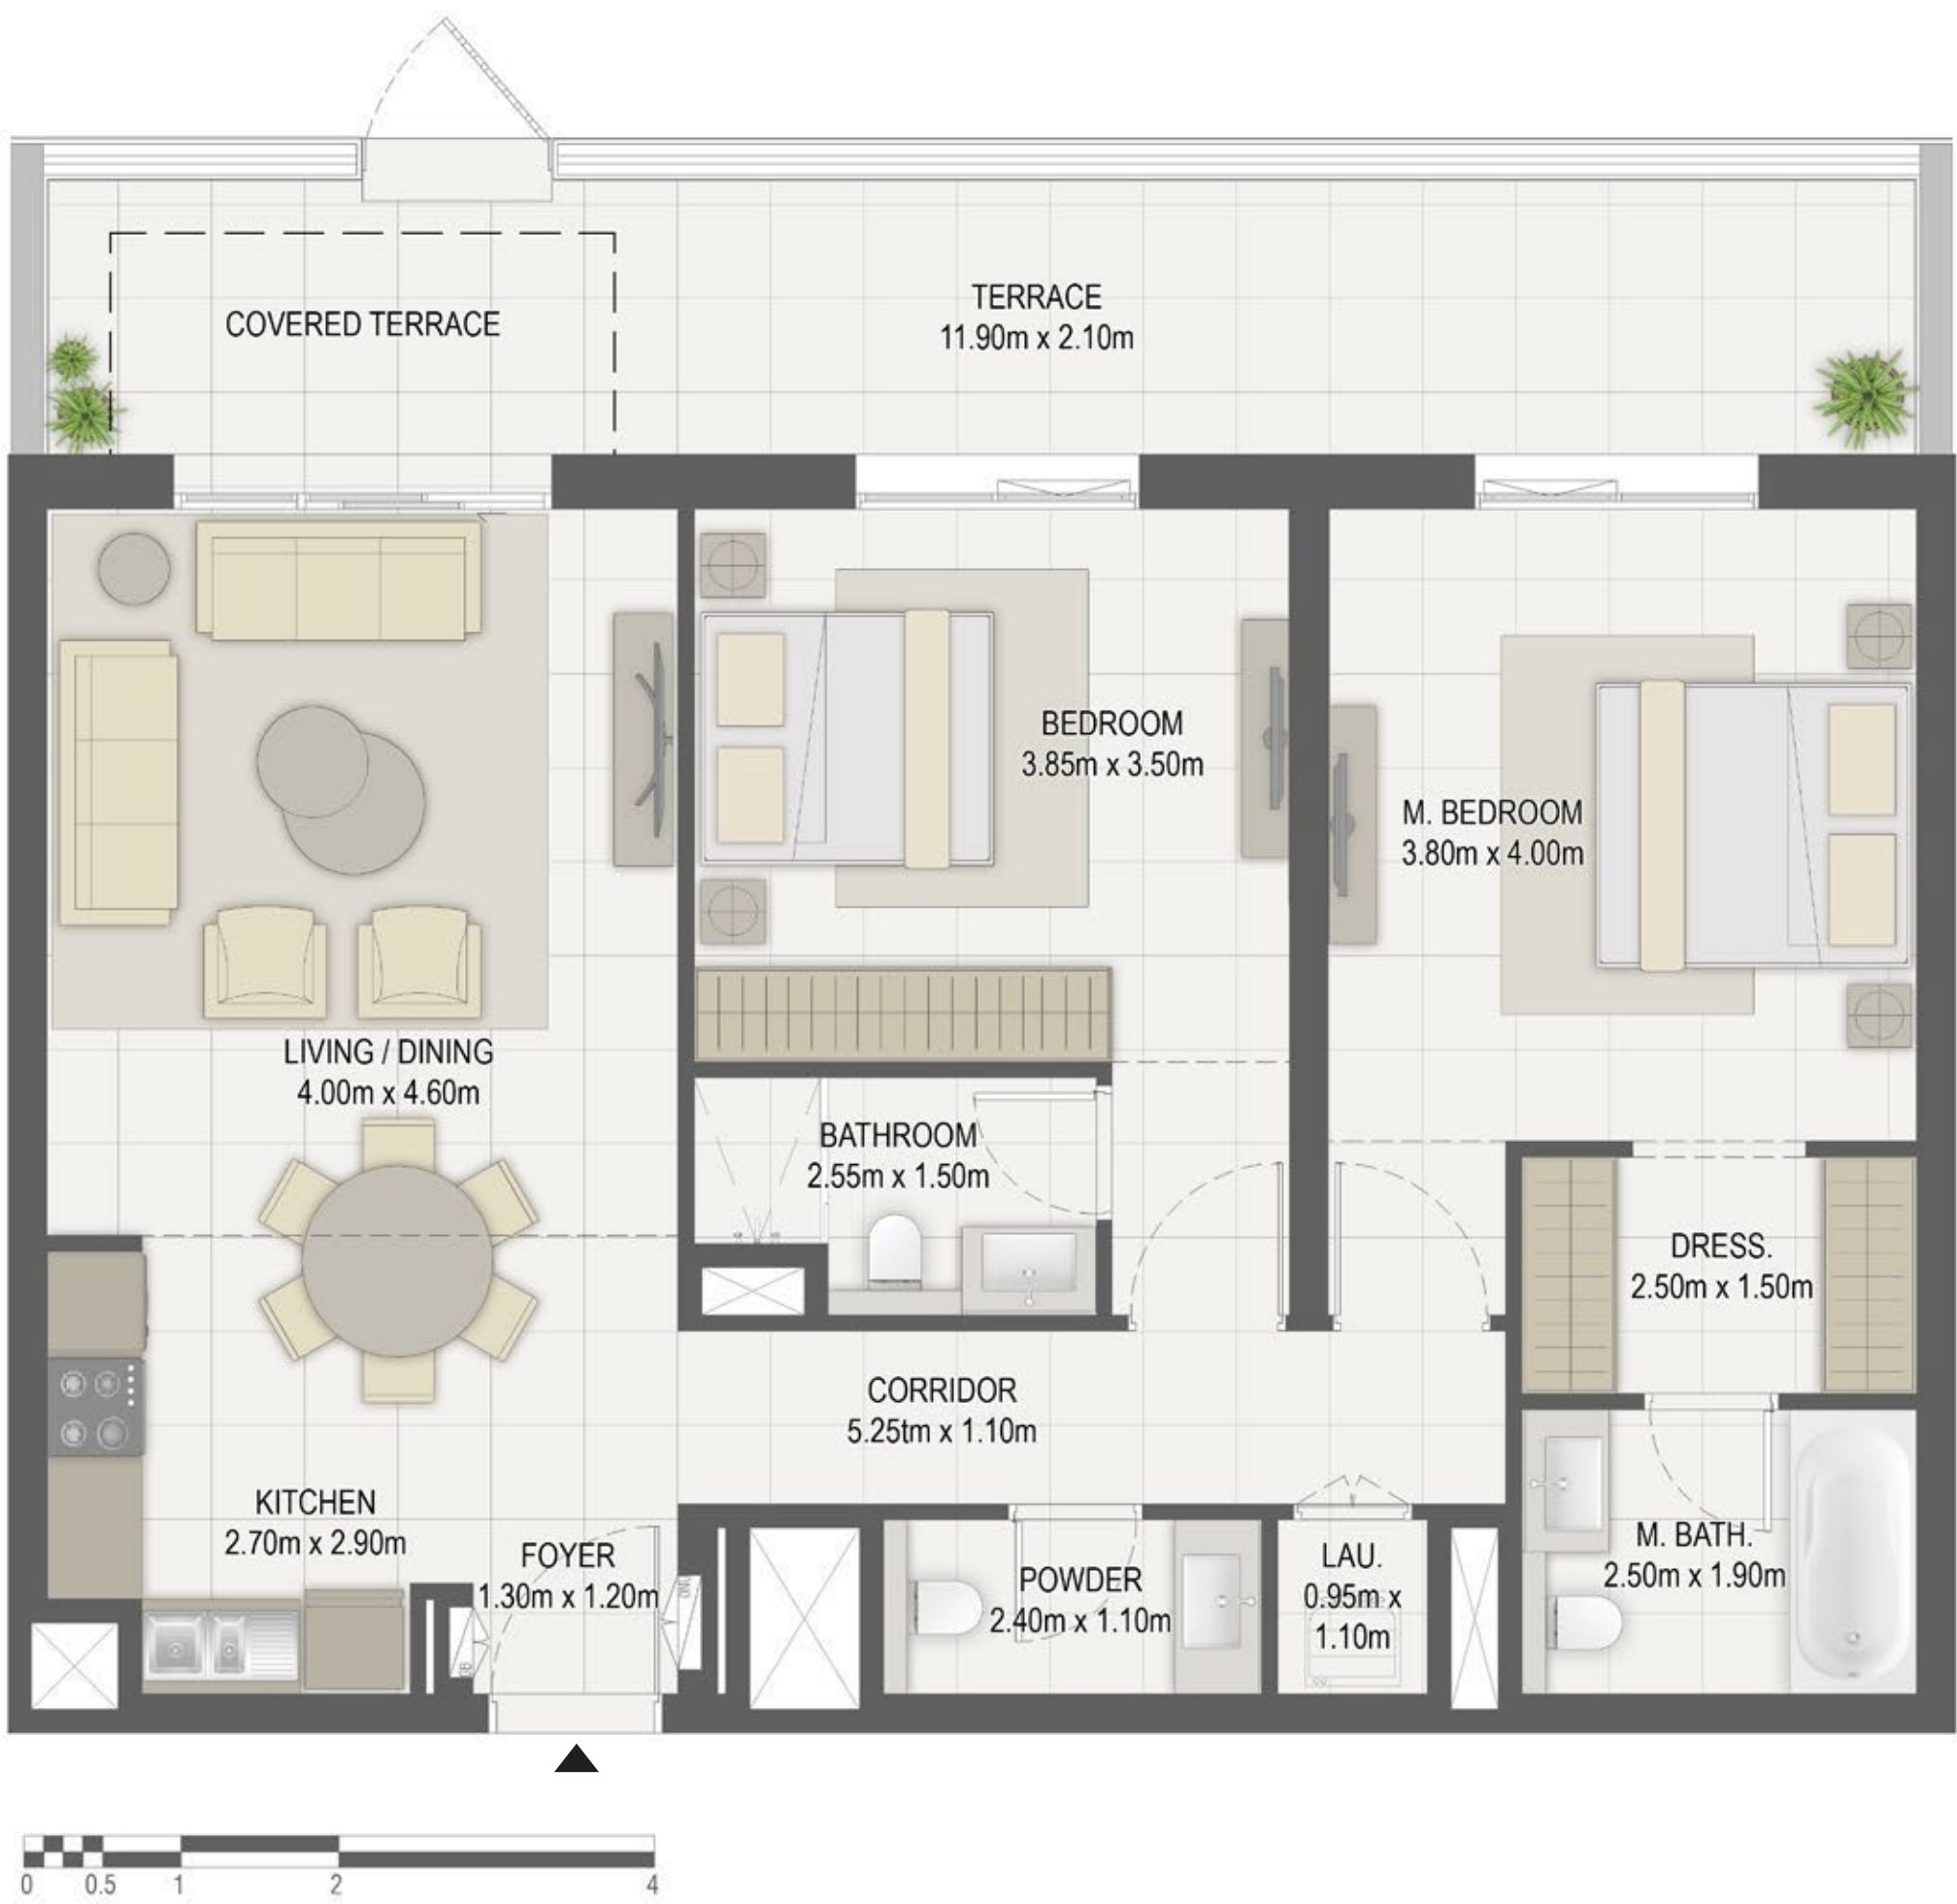 COVERED TERRACE
TERRACE
11.90m x 2.10m
BEDROOM
3.85m x 3.50m
M. BEDROOM
3.80m x 4.00m
LIVING / DINING
4.00m x 4.60m
BATHROOM
2.55m x 1.50m
DRESS.
2.50m x 1.50m
CORRIDOR
5.25tm x 1.10m
KITCHEN
2.70m x 2.90m
FOYER
1.30m x 1.20m
POWDER
2.40m x 1.10m
LAU.
0.95m x
1.10m
M. BATH.
2.50m x 1.90m
0 0.5 1 2 4